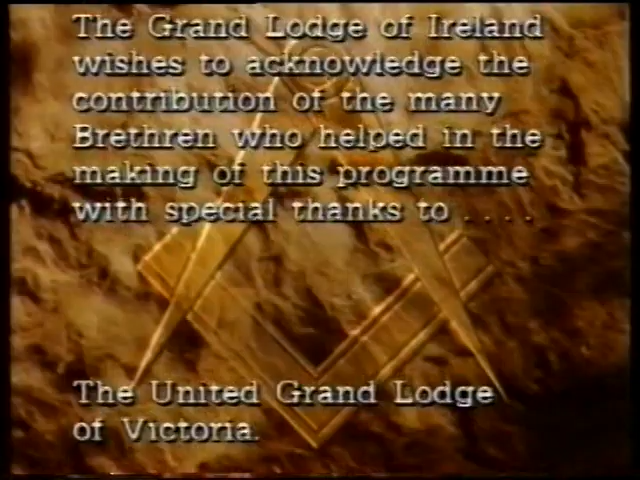 The Grand Lodge of Ireland
wishes to acknowledge the
contribution of the many
Brethren who helped in the
making of this programme
with special thanks to . . . .
The United Grand Lodge
of Victoria.